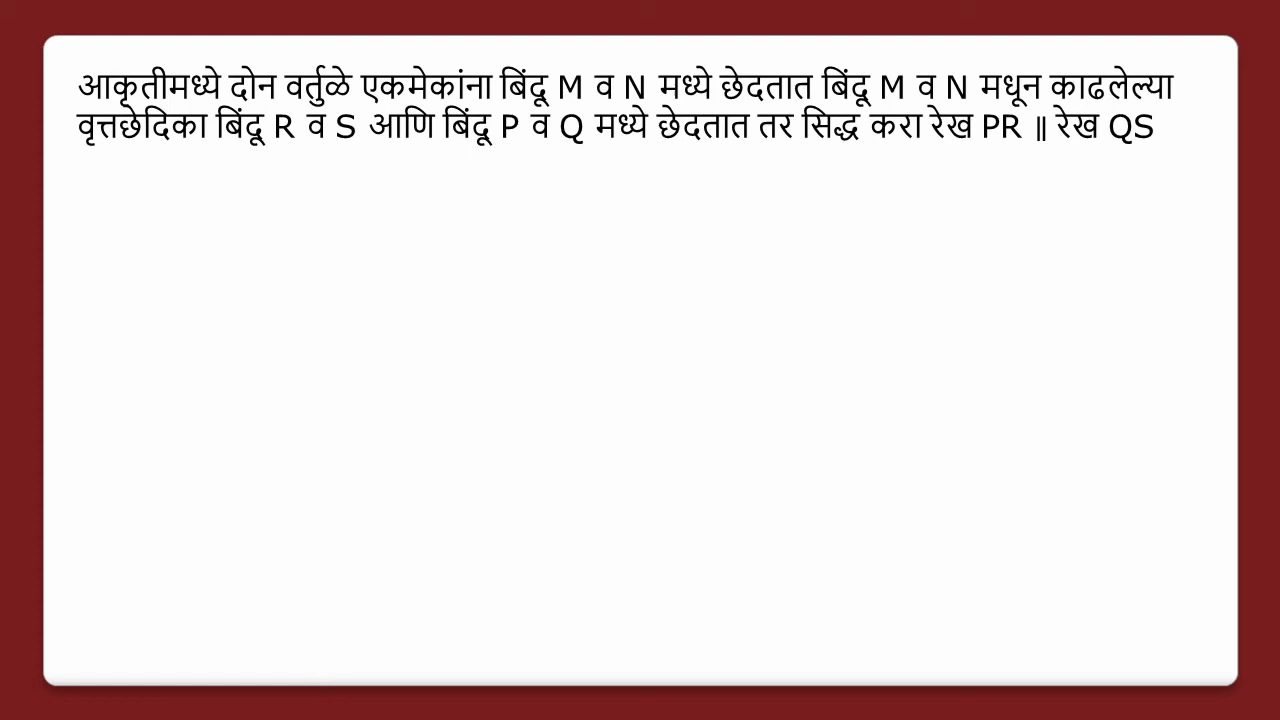 आकृतीमध्ये दोन वर्तुळे एकमेकांना बिंदू M व N मध्ये छेदतात बिंदू M व N मधून काढलेल्या
वृत्तछेदिका बिंदू R व S आणि बिंदू P व Q मध्ये छेदतात तर सिद्ध करा रेख PR ॥ रेख QS